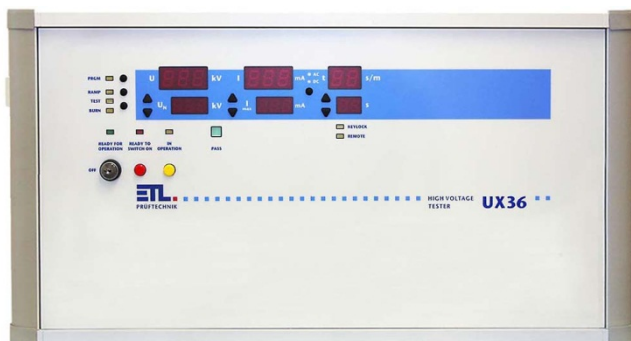 PRGM
RAMP
TEST
BURN
U kV I mA AC DC t s/m
U_N kV I max mA s
KEYLOCK
REMOTE
READY FOR OPERATION
READY TO SWITCH ON
IN OPERATION
PASS
OFF
ETL.
PRÜFTECHNIK
HIGH VOLTAGE TESTER
UX36